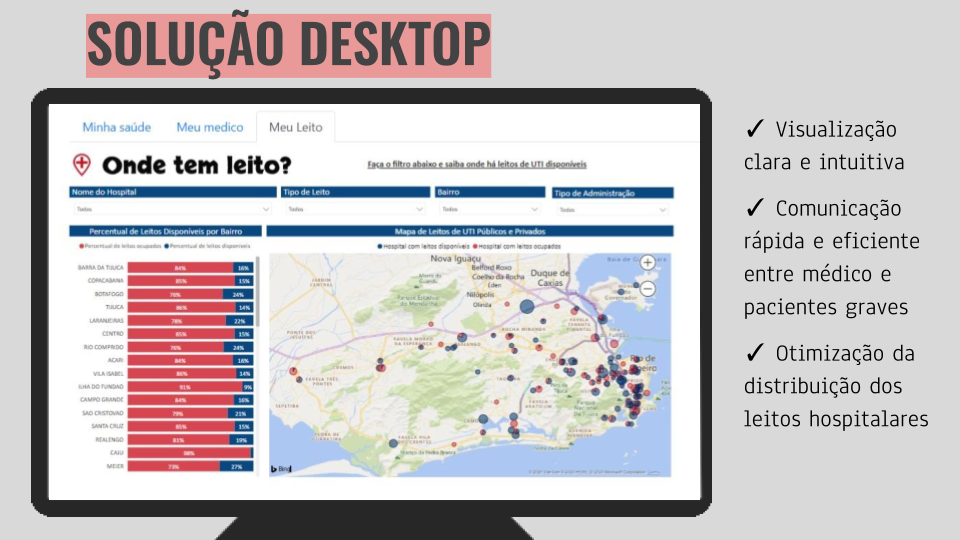 SOLUÇÃO DESKTOP
Minha saúde Meu medico Meu Leito
Onde tem leito?
Faça o filtro abaixo e saiba onde há leitos de UTI disponíveis
Nome do Hospital Tipo de Leito Bairro Tipo de Administração
Todos Todos Todos Todos
Percentual de Leitos Disponíveis por Bairro
Percentual de leitos ocupados Percentual de leitos disponíveis
BARRA DA TIJUCA 84% 16%
COPACABANA 85% 15%
BOTAFOGO 76% 24%
TIJUCA 86% 14%
LARANJEIRAS 78% 22%
CENTRO 85% 15%
RIO COMPRIDO 76% 24%
ACARI 84% 16%
VILA ISABEL 86% 14%
ILHA DO FUNDAO 91% 9%
CAMPO GRANDE 84% 16%
SAO CRISTOVAO 79% 21%
SANTA CRUZ 85% 15%
REALENGO 81% 19%
CAJU 98%
MEIER 73% 27%
Mapa de Leitos de UTI Públicos e Privados
Hospital com leitos disponíveis Hospital com leitos ocupados
Nova Iguaçu
Belford Roxo
Duque de
Caxias
Coelho da Rocha
Eden
Nilópolis
Olinda
Rio de
Bing
✓ Visualização
clara e intuitiva
✓ Comunicação
rápida e eficiente
entre médico e
pacientes graves
✓ Otimização da
distribuição dos
leitos hospitalares